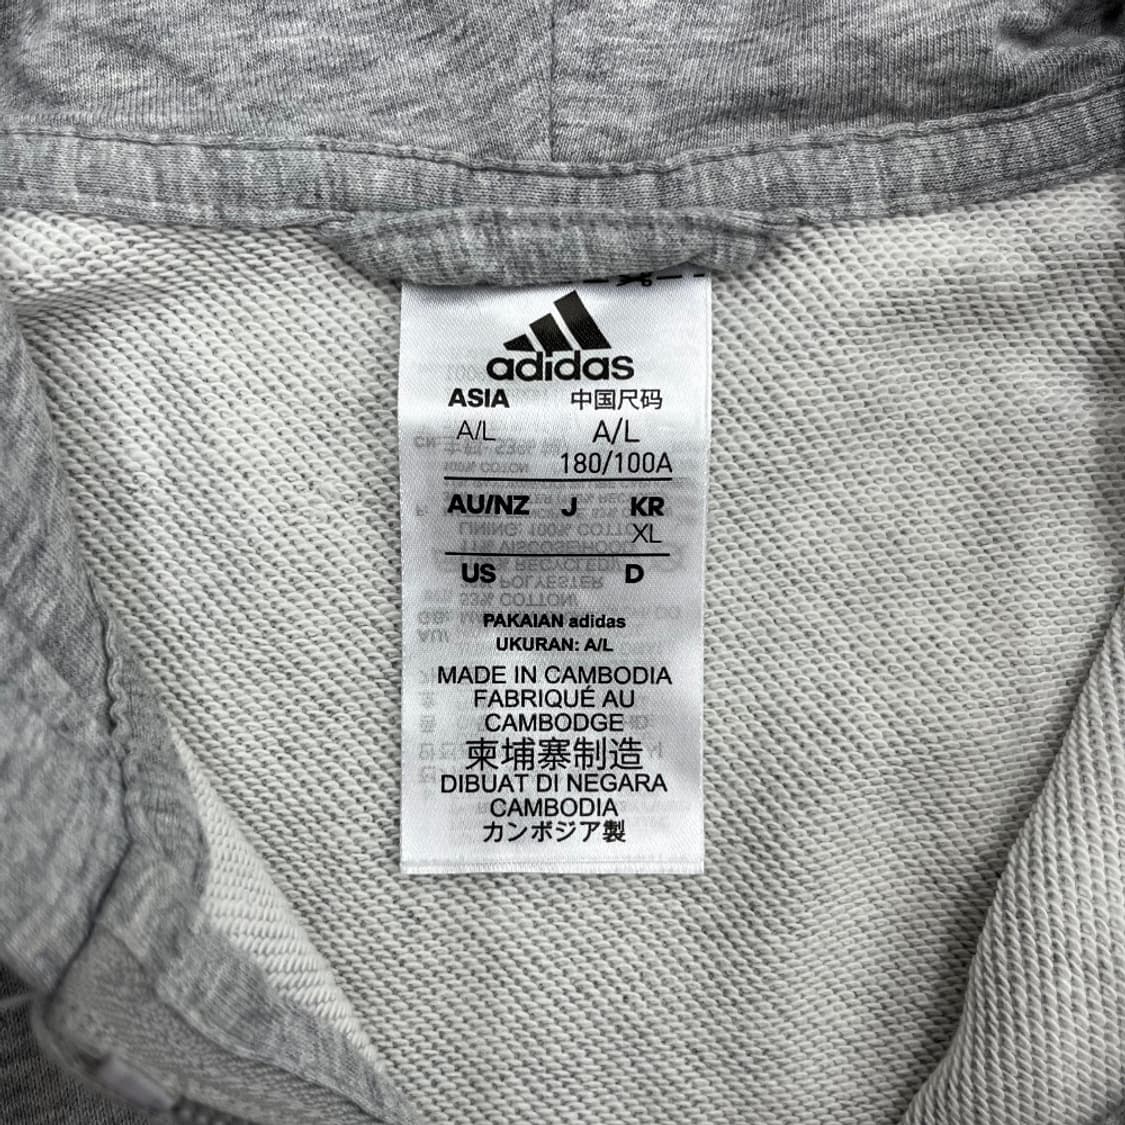 adidas
ASIA 中国尺码
A/L A/L
180/100A
AU/NZ J KR
XL
US D
PAKAIAN adidas
UKURAN: A/L
MADE IN CAMBODIA
FABRIQUÉ AU
CAMBODGE
柬埔寨制造
DIBUAT DI NEGARA
CAMBODIA
カンボジア製